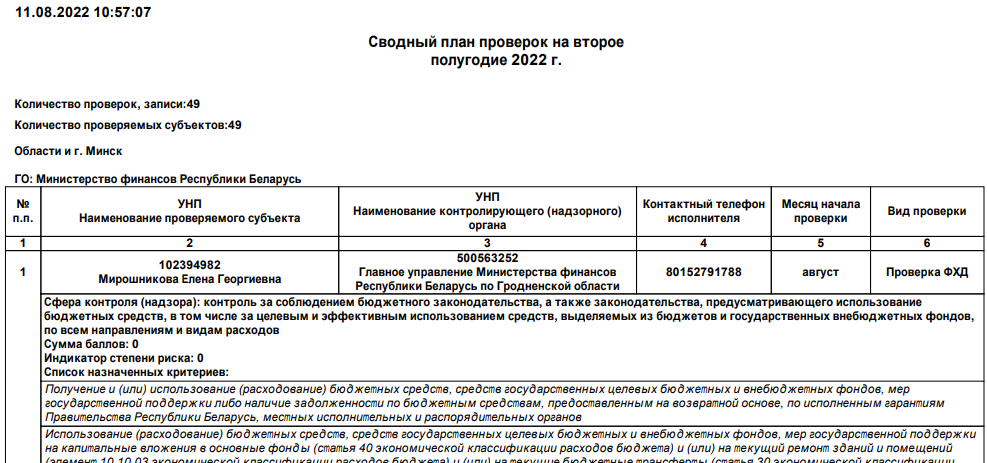 11.08.2022 10:57:07
Сводный план проверок на второе
полугодие 2022 г.
Количество проверок, записи:49
Количество проверяемых субъектов:49
Области и г. Минск
ГО: Министерство финансов Республики Беларусь
№
п.п.
УНП
Наименование проверяемого субъекта
УНП
Наименование контролирующего (надзорного)
органа
Контактный телефон
исполнителя
Месяц начала
проверки
Вид проверки
1
2
3
4
5
6
1
102394982
Мирошникова Елена Георгиевна
500563252
Главное управление Министерства финансов
Республики Беларусь по Гродненской области
80152791788
август
Проверка ФХД
Сфера контроля (надзора): контроль за соблюдением бюджетного законодательства, а также законодательства, предусматривающего использование
бюджетных средств, в том числе за целевым и эффективным использованием средств, выделяемых из бюджетов и государственных внебюджетных фондов,
по всем направлениям и видам расходов
Сумма баллов: 0
Индикатор степени риска: 0
Список назначенных критериев:
Получение и (или) использование (расходование) бюджетных средств, средств государственных целевых бюджетных и внебюджетных фондов, мер
государственной поддержки либо наличие задолженности по бюджетным средствам, предоставленным на возвратной основе, по исполненным гарантиям
Правительства Республики Беларусь, местных исполнительных и распорядительных органов
Использование (расходование) бюджетных средств, средств государственных целевых бюджетных и внебюджетных фондов, мер государственной поддержки
на капитальные вложения в основные фонды (статья 40 экономической классификации расходов бюджета) и (или) на текущий ремонт зданий и помещений
(элемент 10.10.03 экономической классификации расходов бюджета) и (или) на текущие бюджетные трансферты (статья 30 экономической классификации